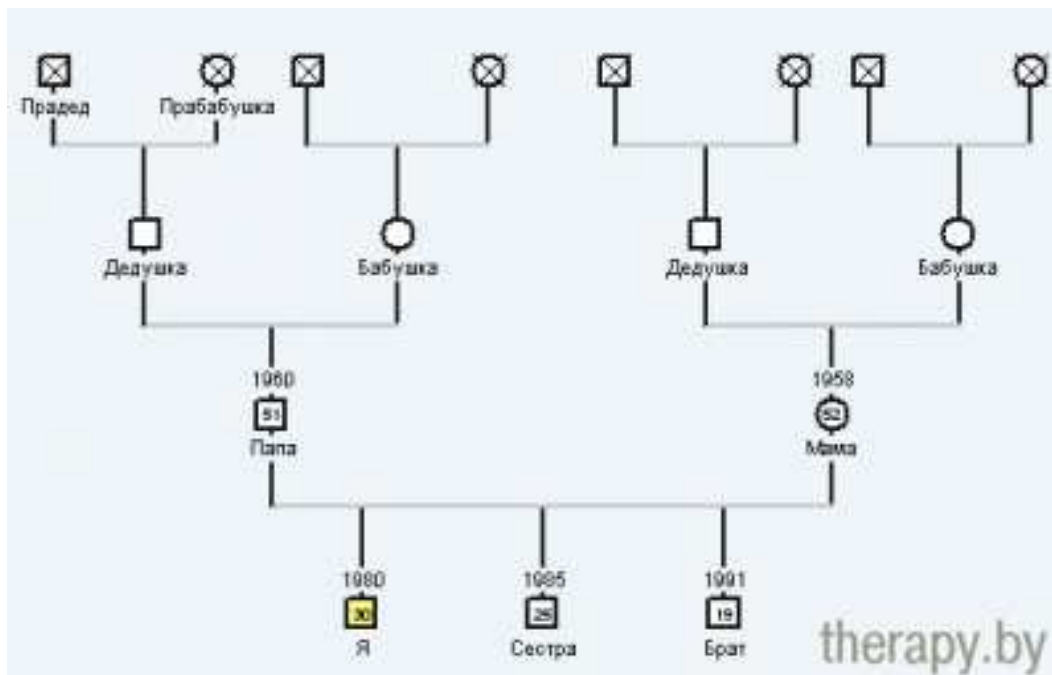 Прадед
Прабабушка
Дедушка
Бабушка
Дедушка
Бабушка
1960
51
Папа
1958
52
Мама
1980
30
Я
1985
25
Сестра
1991
19
Брат
therapy.by